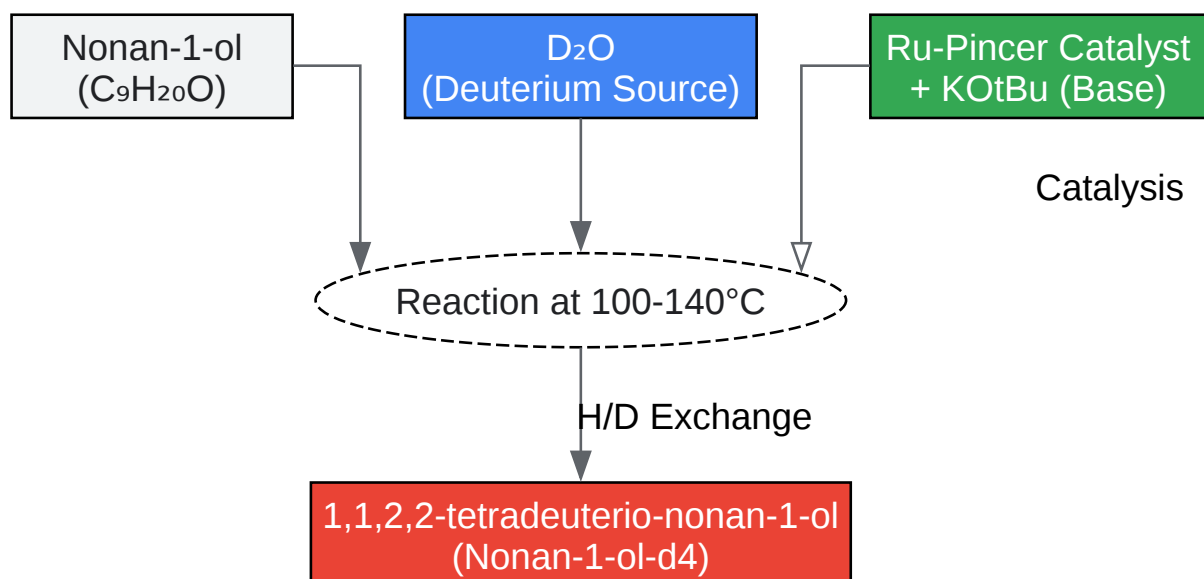 Nonan-1-ol
(C₉H₂₀O)
D₂O
(Deuterium Source)
Ru-Pincer Catalyst
+ KOtBu (Base)
Catalysis
Reaction at 100-140°C
H/D Exchange
1,1,2,2-tetradeuterio-nonan-1-ol
(Nonan-1-ol-d4)